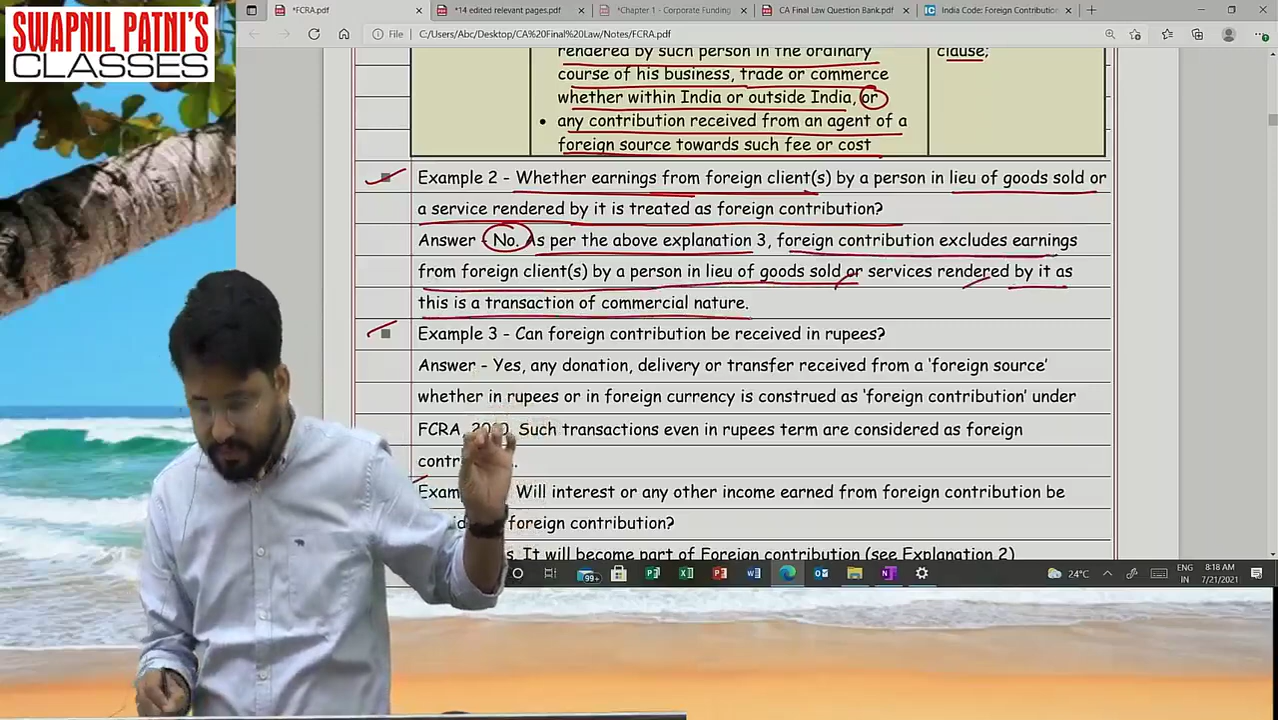 SWAPNIL PATNI'S
CLASSES
*FCRA.pdf
*14 edited relevant pages.pdf
*Chapter 1 - Corporate Funding
CA Final Law Question Bank.pdf
India Code: Foreign Contributio
File
C:/Users/Abc/Desktop/CA%20Final%20Law/Notes/FCRA.pdf
rendered by such person in the ordinary
course of his business, trade or commerce
whether within India or outside India, or
• any contribution received from an agent of a
foreign source towards such fee or cost
clause;
Example 2 - Whether earnings from foreign client(s) by a person in lieu of goods sold or
a service rendered by it is treated as foreign contribution?
Answer - No. As per the above explanation 3, foreign contribution excludes earnings
from foreign client(s) by a person in lieu of goods sold or services rendered by it as
this is a transaction of commercial nature.
Example 3 - Can foreign contribution be received in rupees?
Answer - Yes, any donation, delivery or transfer received from a 'foreign source'
whether in rupees or in foreign currency is construed as 'foreign contribution' under
FCRA, 2010. Such transactions even in rupees term are considered as foreign
contr
Exam Will interest or any other income earned from foreign contribution be
foreign contribution?
It will become part of Foreign contribution (see Explanation 2)
99+
24°C
ENG
IN
8:18 AM
7/21/2021